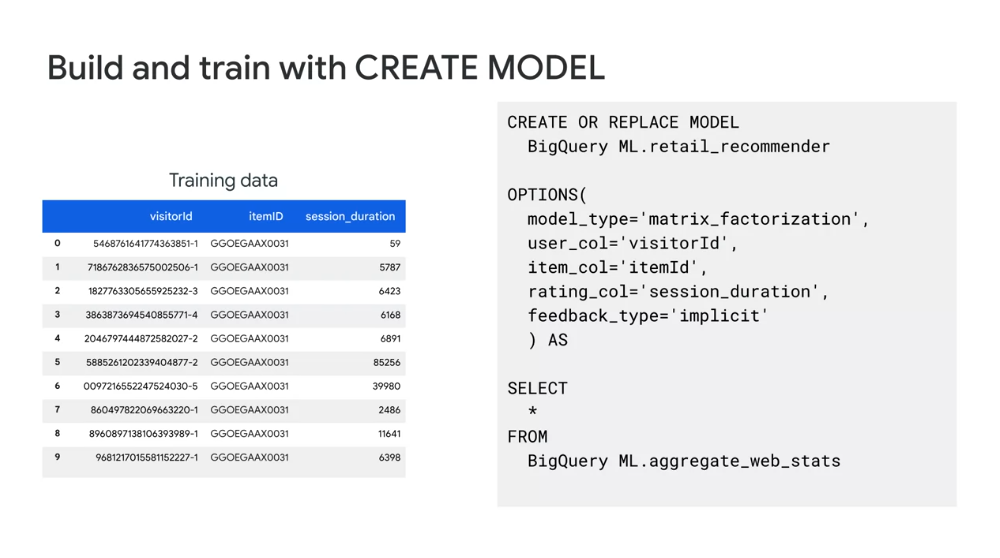 Build and train with CREATE MODEL
Training data
visitorId itemID session_duration
0 5468761641774363851-1 GGOEGAAX0031 59
1 7186762836575002506-1 GGOEGAAX0031 5787
2 1827763305655925232-3 GGOEGAAX0031 6423
3 3863873694540855771-4 GGOEGAAX0031 6168
4 2046797444872582027-2 GGOEGAAX0031 6891
5 5885261202339404877-2 GGOEGAAX0031 85256
6 0097216552247524030-5 GGOEGAAX0031 39980
7 860497822069663220-1 GGOEGAAX0031 2486
8 8960897138106393989-1 GGOEGAAX0031 11641
9 9681217015581152227-1 GGOEGAAX0031 6398
CREATE OR REPLACE MODEL
BigQuery ML.retail_recommender
OPTIONS(
model_type='matrix_factorization',
user_col='visitorId',
item_col='itemId',
rating_col='session_duration',
feedback_type='implicit'
) AS
SELECT
*
FROM
BigQuery ML.aggregate_web_stats